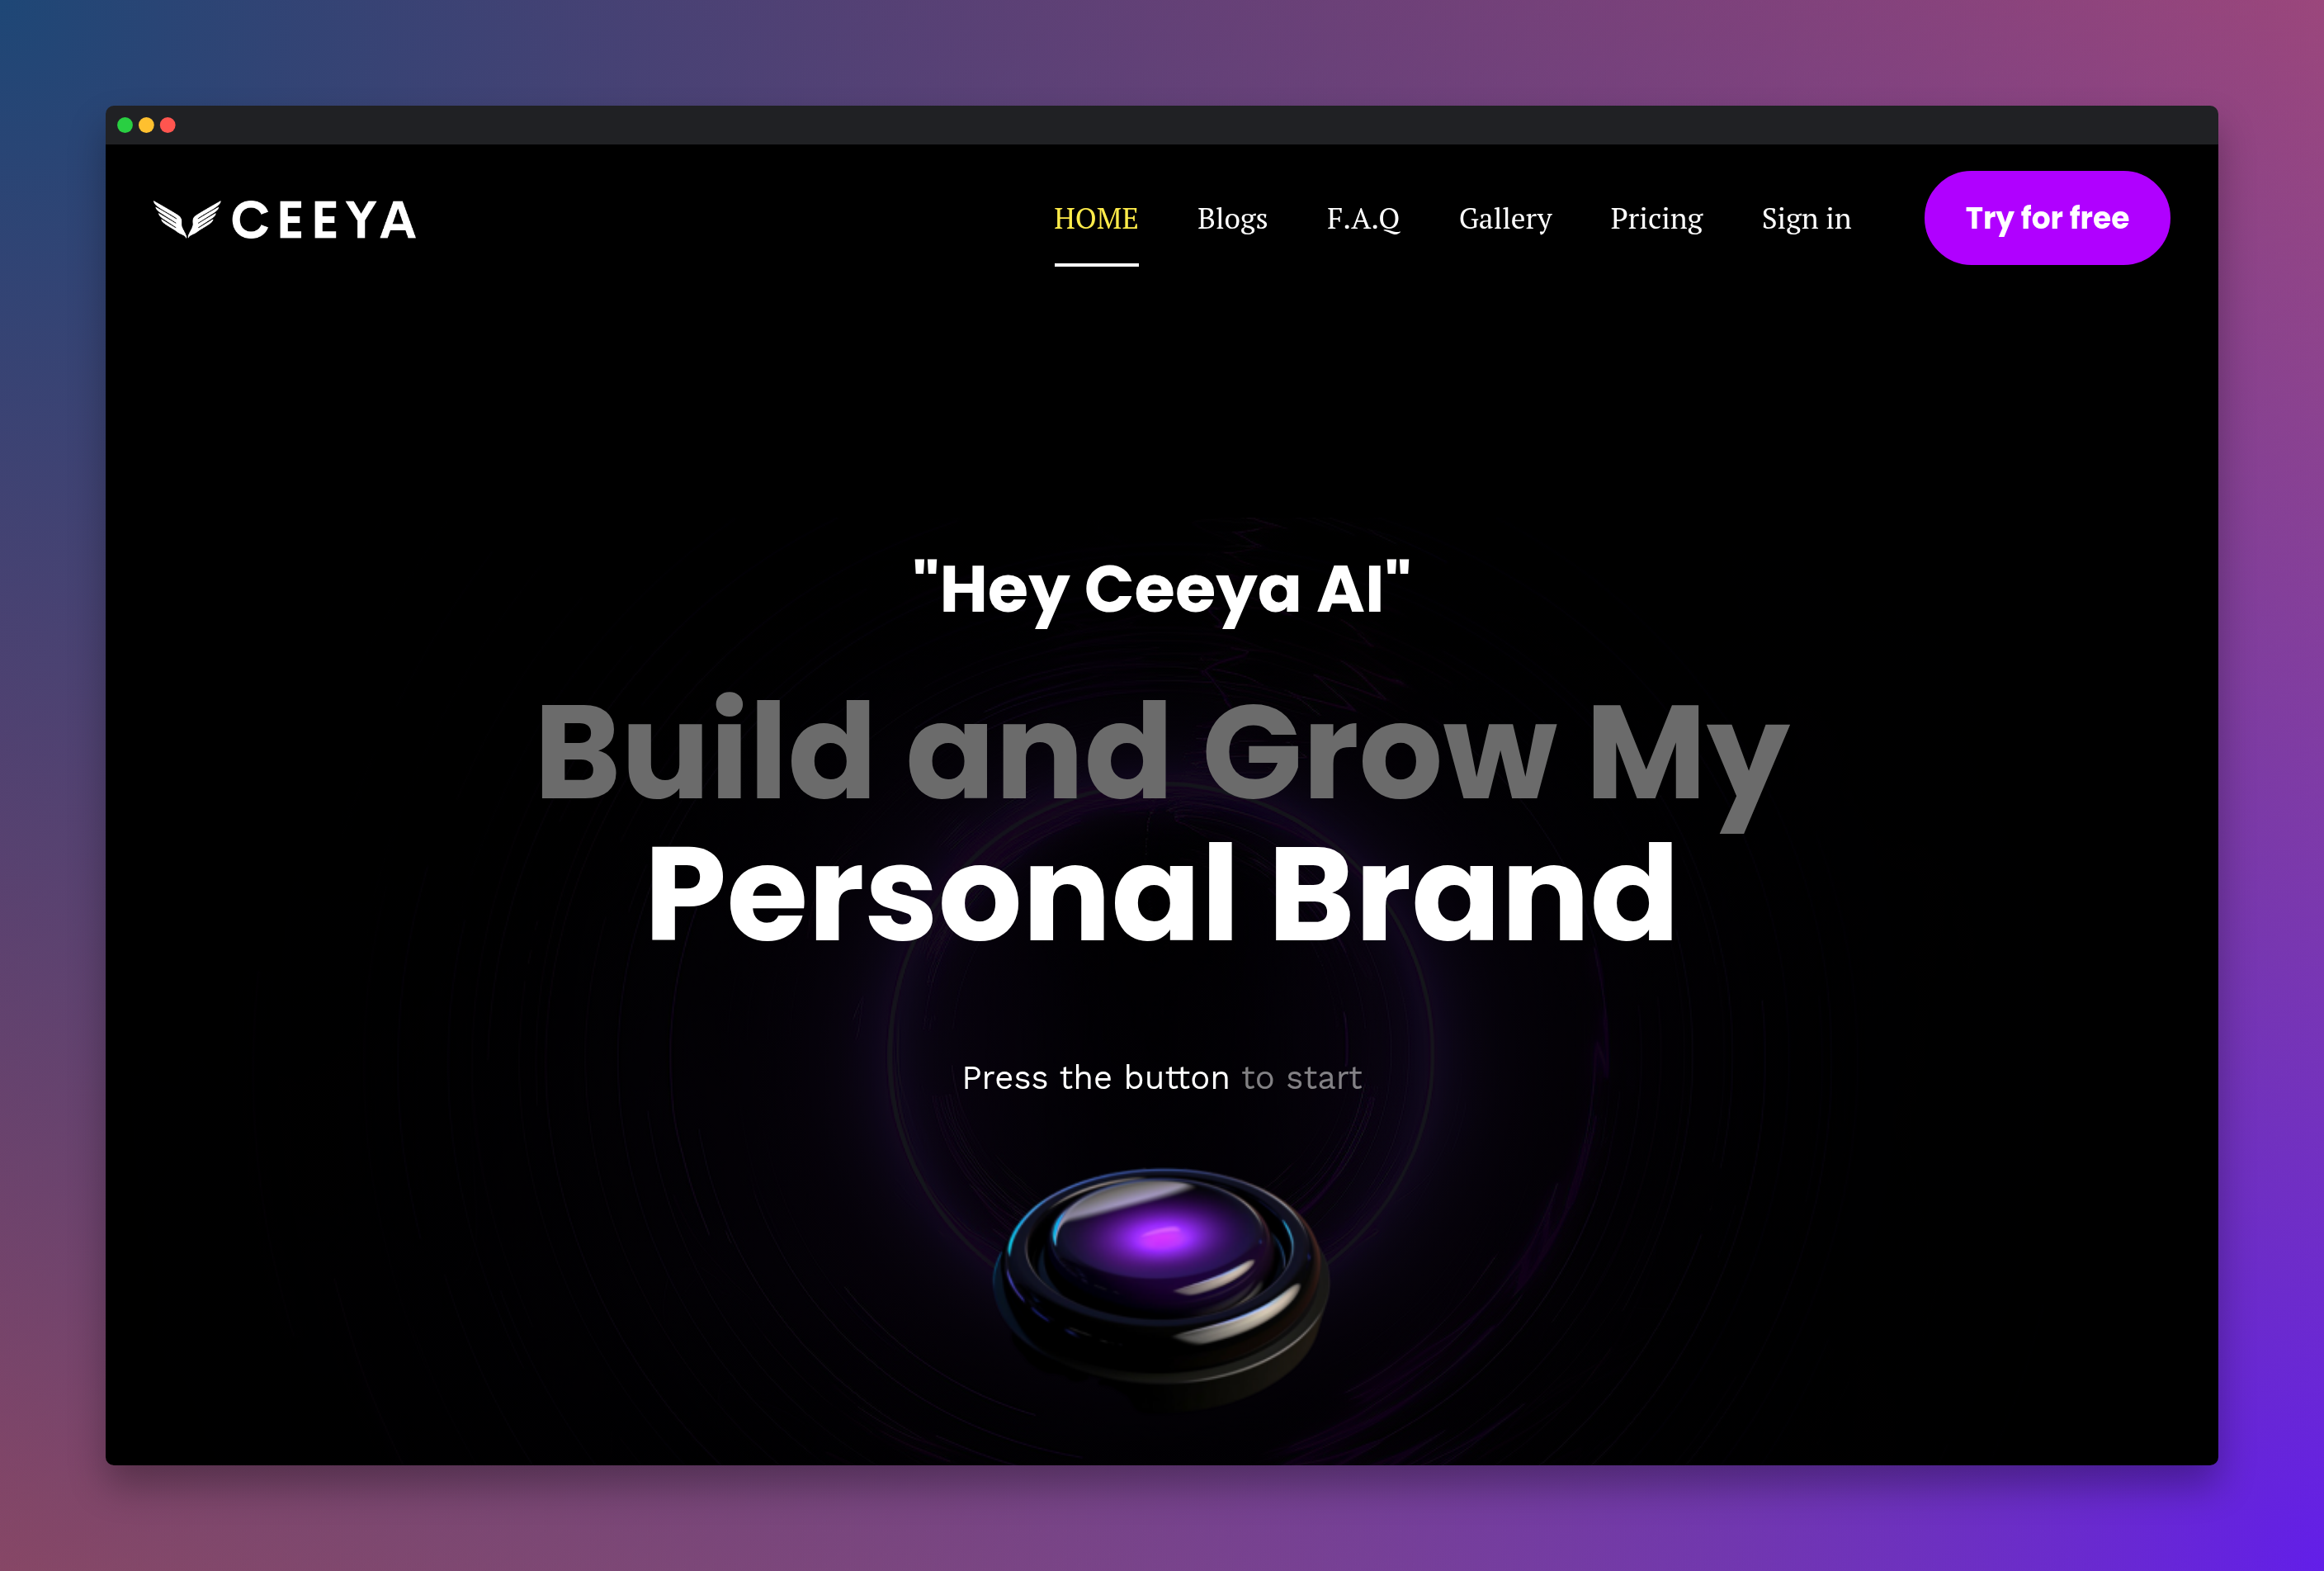 CEEYA
HOME Blogs F.A.Q Gallery Pricing Sign in Try for free
"Hey Ceeya AI"
Build and Grow My
Personal Brand
Press the button to start